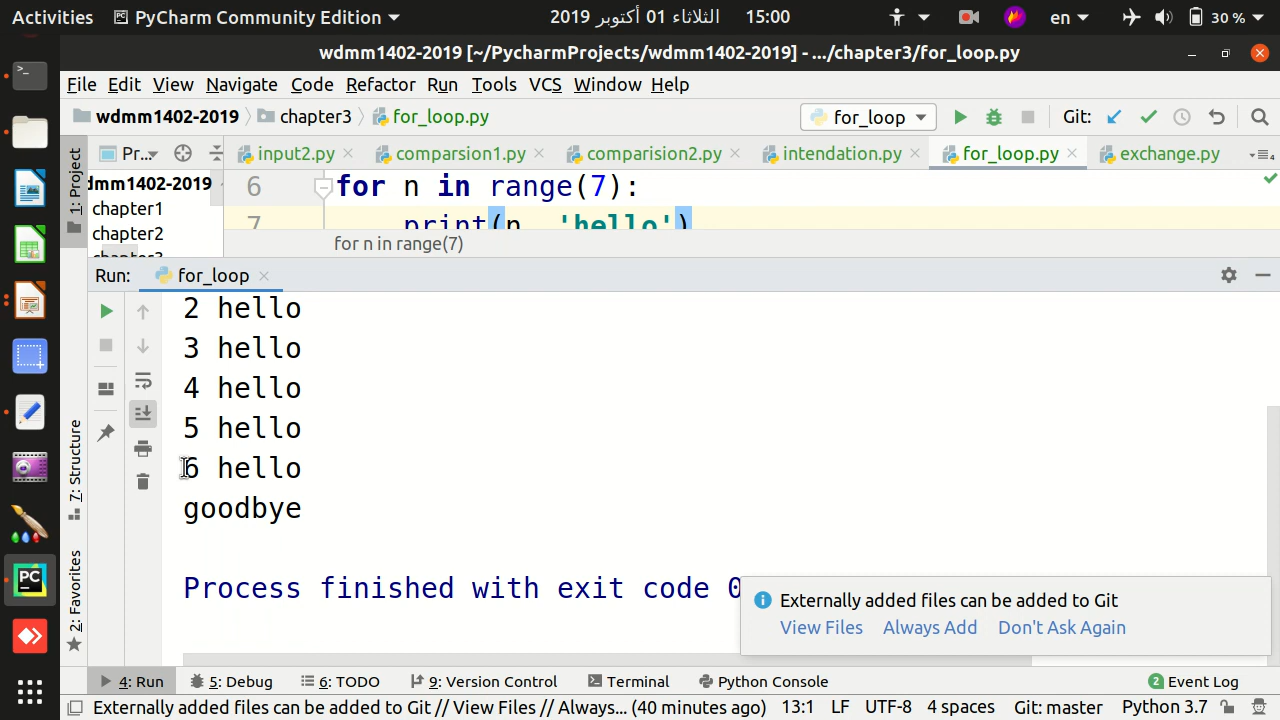 Activities PyCharm Community Edition 2019 الثلاثاء 01 أكتوبر 15:00 en 30 %
wdmm1402-2019 [~/PycharmProjects/wdmm1402-2019] - .../chapter3/for_loop.py
File Edit View Navigate Code Refactor Run Tools VCS Window Help
wdmm1402-2019 chapter3 for_loop.py for_loop Git:
1: Project Pr... input2.py comparsion1.py comparision2.py intendation.py for_loop.py exchange.py
dmm1402-2019
chapter1
chapter2
chapter3
6 for n in range(7):
7 print(n, 'hello')
for n in range(7)
Run: for_loop
2 hello
3 hello
4 hello
5 hello
6 hello
goodbye
Process finished with exit code 0
7: Structure
2: Favorites
Externally added files can be added to Git
View Files Always Add Don't Ask Again
4: Run 5: Debug 6: TODO 9: Version Control Terminal Python Console 2 Event Log
Externally added files can be added to Git // View Files // Always... (40 minutes ago) 13:1 LF UTF-8 4 spaces Git: master Python 3.7